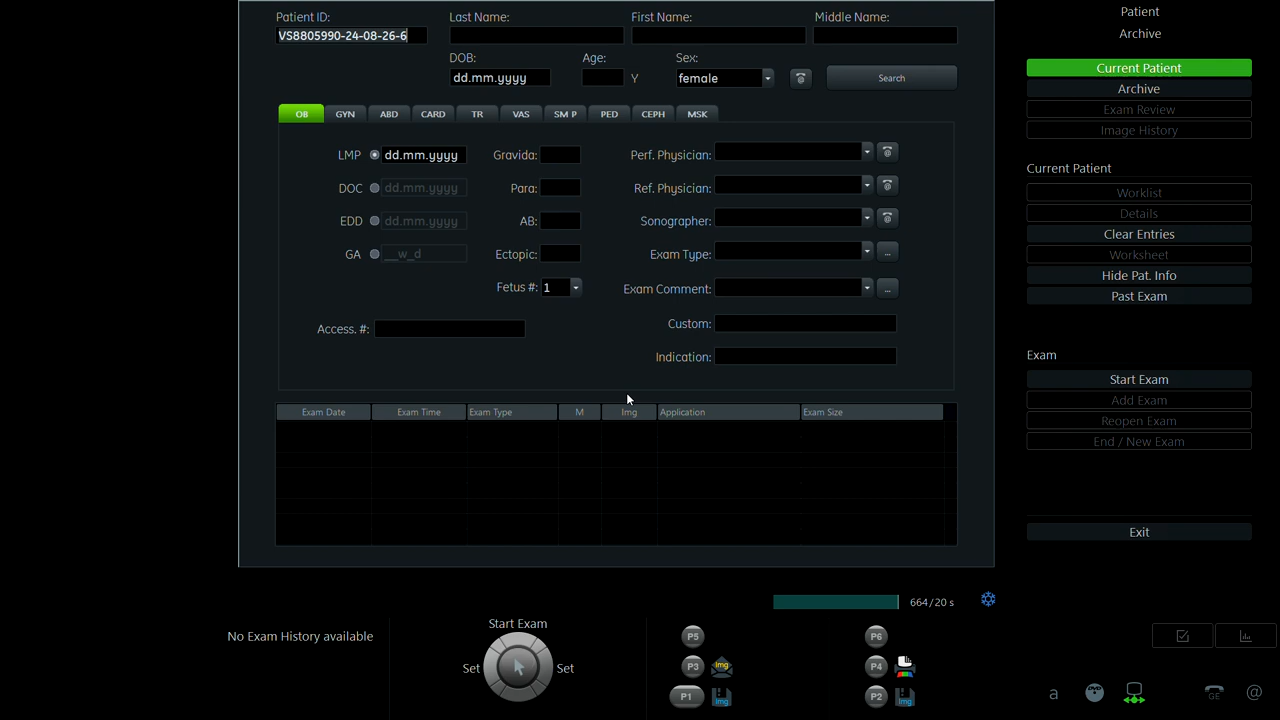 Patient ID: Last Name: First Name: Middle Name:
VS8805990-24-08-26-6
DOB: Age: Sex:
dd.mm.yyyy Y female Search
OB GYN ABD CARD TR VAS SM P PED CEPH MSK
LMP dd.mm.yyyy Gravida: Perf. Physician:
DOC dd.mm.yyyy Para: Ref. Physician:
EDD dd.mm.yyyy AB: Sonographer:
GA __w_d Ectopic: Exam Type: ...
Fetus #: 1 Exam Comment: ...
Access. #: Custom:
Indication:
Exam Date Exam Time Exam Type M Img Application Exam Size
664/20 s
No Exam History available
Start Exam
Set Set
P5 P6
P3 Img P4
P1 Img P2 Img
Patient
Archive
Current Patient
Archive
Exam Review
Image History
Current Patient
Worklist
Details
Clear Entries
Worksheet
Hide Pat. Info
Past Exam
Exam
Start Exam
Add Exam
Reopen Exam
End / New Exam
Exit
a GE @